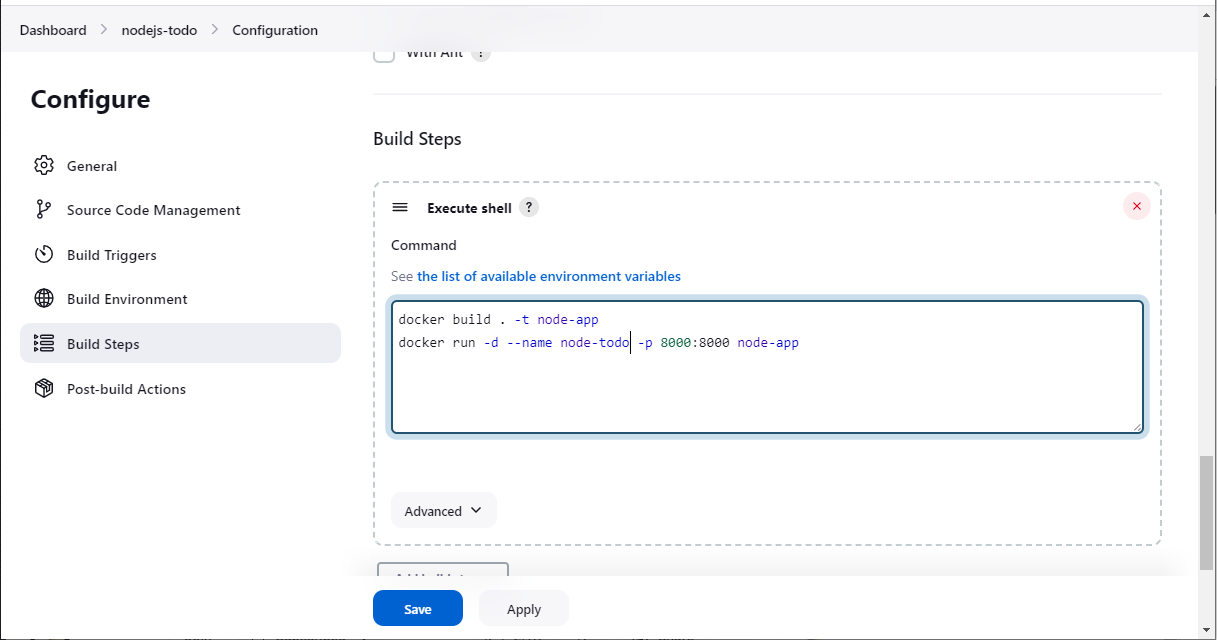 Dashboard > nodejs-todo > Configuration
With Ant ?
Configure
General
Source Code Management
Build Triggers
Build Environment
Build Steps
Post-build Actions
Build Steps
Execute shell ?
Command
See the list of available environment variables
docker build . -t node-app
docker run -d --name node-todo -p 8000:8000 node-app
Advanced
Save
Apply